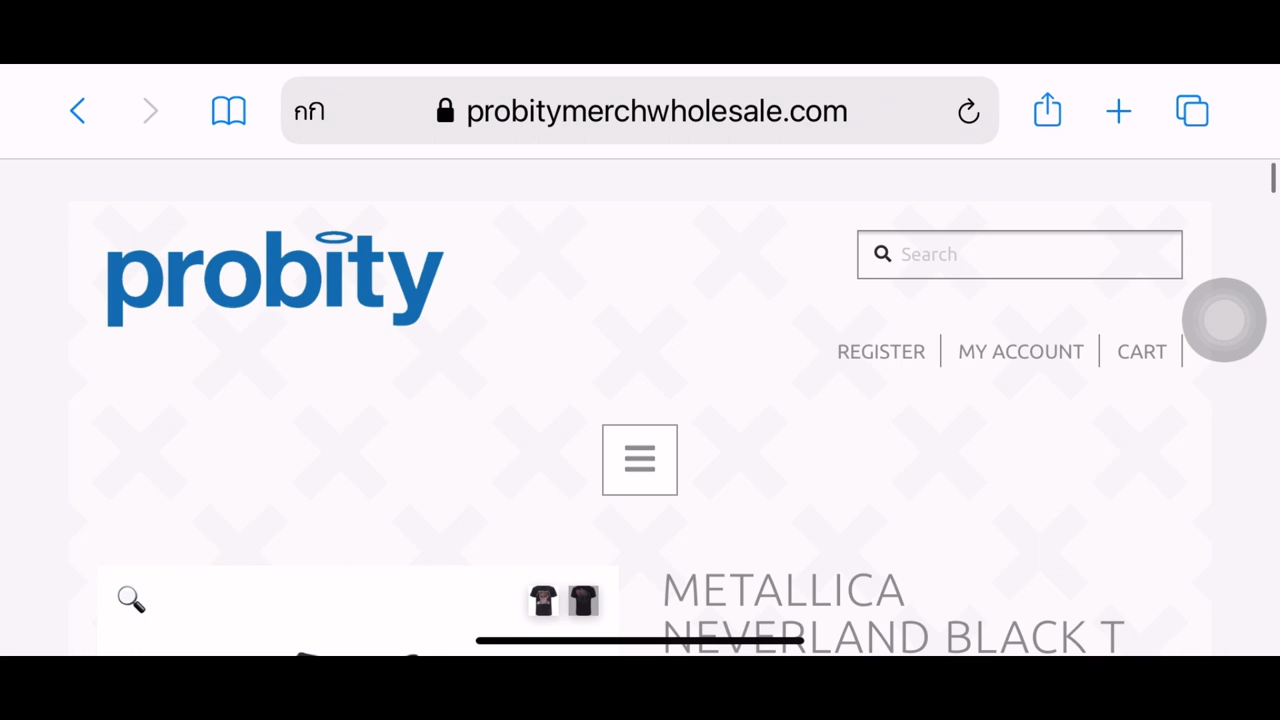 กก probitymerchwholesale.com
probity
Search
REGISTER MY ACCOUNT CART
METALLICA
NEVERLAND BLACK T